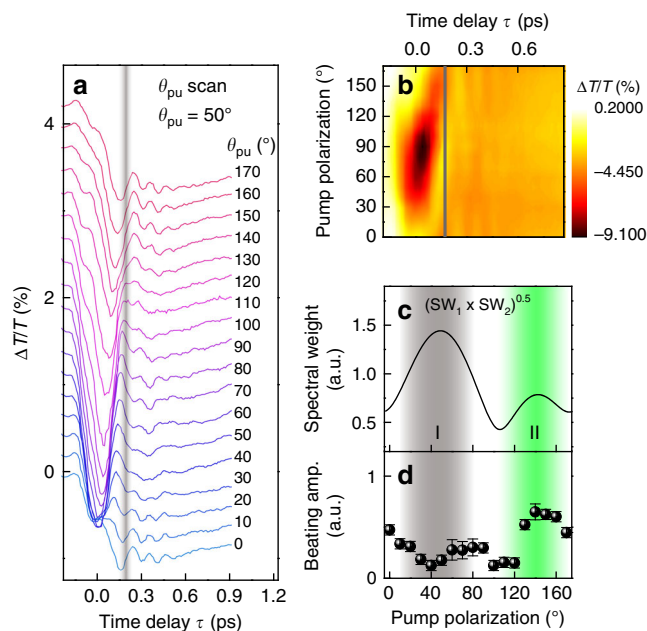 a
θpu scan
θpu = 50°
θpu (°)
170
160
150
140
130
120
110
100
90
80
70
60
50
40
30
20
10
0
4
2
0
ΔT/T (%)
0.0 0.3 0.6 0.9 1.2
Time delay τ (ps)
Time delay τ (ps)
0.0 0.2 0.6
b
Pump polarization (°)
150
120
90
60
30
0
ΔT/T (%)
0.2000
−4.450
−9.100
c
(SW1 x SW2)^0.5
Spectral weight
(a.u.)
1.5
1.0
0.5
I
II
d
Beating amp.
(a.u.)
1
0
0 40 80 120 160
Pump polarization (°)